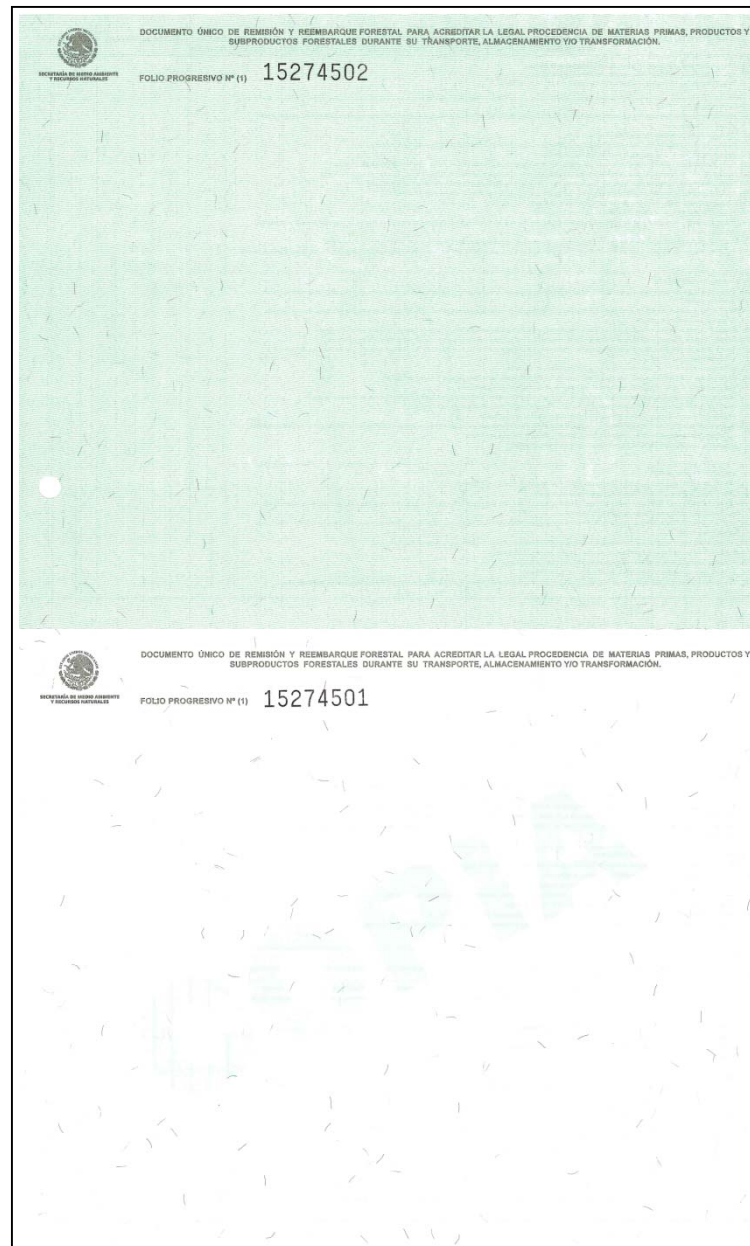 DOCUMENTO ÚNICO DE REMISIÓN Y REEMBARQUE FORESTAL PARA ACREDITAR LA LEGAL PROCEDENCIA DE MATERIAS PRIMAS, PRODUCTOS Y
SUBPRODUCTOS FORESTALES DURANTE SU TRANSPORTE, ALMACENAMIENTO Y/O TRANSFORMACIÓN.
SECRETARÍA DE MEDIO AMBIENTE
Y RECURSOS NATURALES
FOLIO PROGRESIVO Nº (1) 15274502
DOCUMENTO ÚNICO DE REMISIÓN Y REEMBARQUE FORESTAL PARA ACREDITAR LA LEGAL PROCEDENCIA DE MATERIAS PRIMAS, PRODUCTOS Y
SUBPRODUCTOS FORESTALES DURANTE SU TRANSPORTE, ALMACENAMIENTO Y/O TRANSFORMACIÓN.
SECRETARÍA DE MEDIO AMBIENTE
Y RECURSOS NATURALES
FOLIO PROGRESIVO Nº (1) 15274501
COPIA